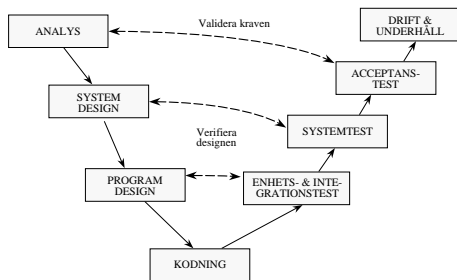 ANALYS
Validera kraven
DRIFT &
UNDERHÅLL
ACCEPTANS-
TEST
SYSTEM
DESIGN
Verifiera
designen
SYSTEMTEST
PROGRAM
DESIGN
ENHETS- & INTE-
GRATIONSTEST
KODNING